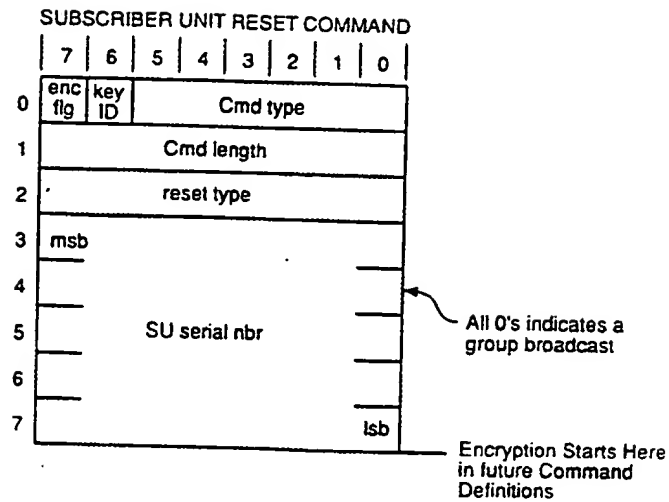 SUBSCRIBER UNIT RESET COMMAND
7 6 5 4 3 2 1 0
0 enc flg key ID Cmd type
1 Cmd length
2 reset type
3 msb
4
5 SU serial nbr
6
7 lsb
All 0's indicates a
group broadcast
Encryption Starts Here
in future Command
Definitions